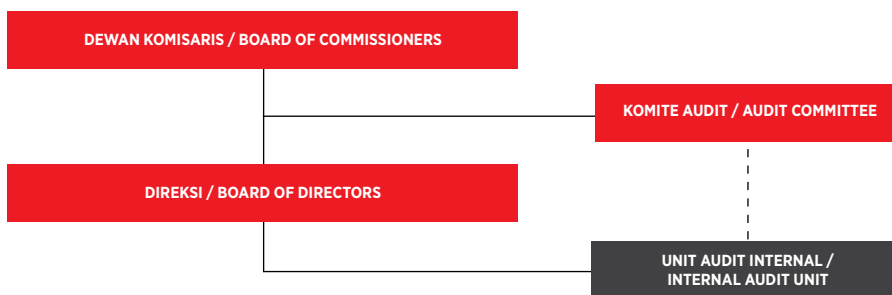 DEWAN KOMISARIS / BOARD OF COMMISSIONERS
KOMITE AUDIT / AUDIT COMMITTEE
DIREKSI / BOARD OF DIRECTORS
UNIT AUDIT INTERNAL /
INTERNAL AUDIT UNIT